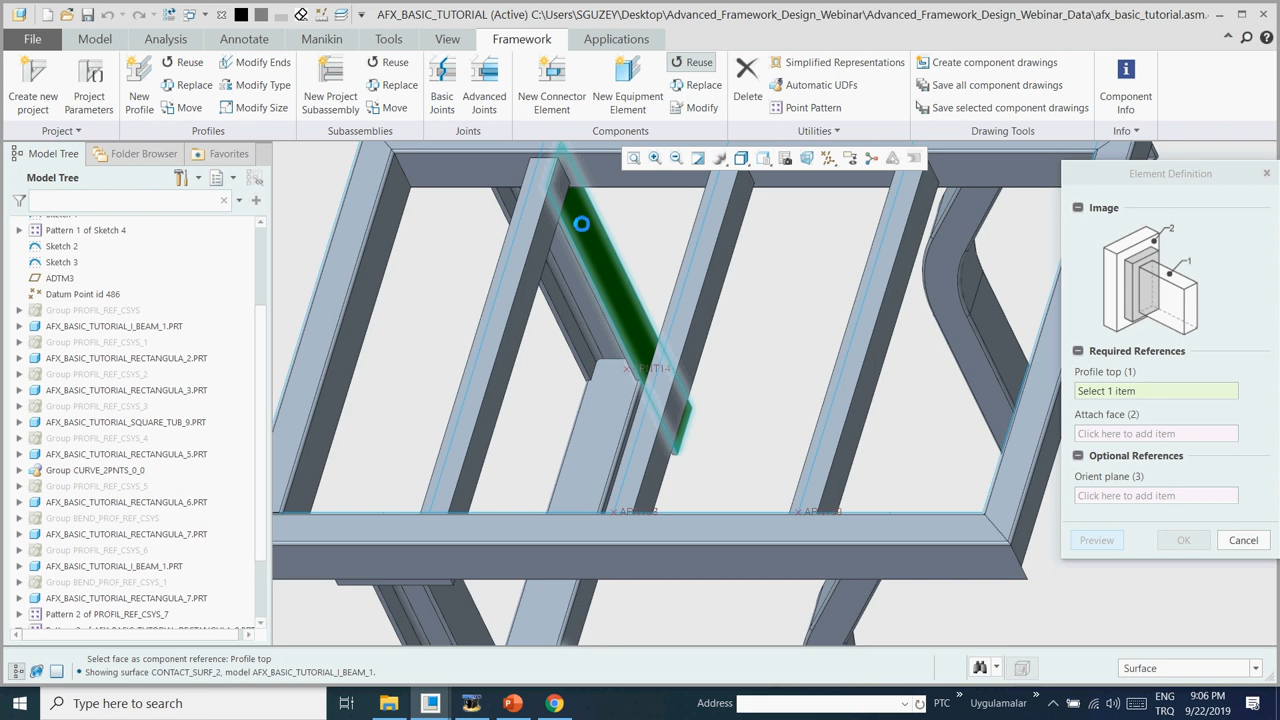 AFX_BASIC_TUTORIAL (Active) C:\Users\SGUZEY\Desktop\Advanced_Framework_Design_Webinar\Advanced_Framework_Design_Webinar_Data\afx_basic_tutorial.asm...
File Model Analysis Annotate Manikin Tools View Framework Applications
Create new project
Project Parameters
New Profile
Reuse
Replace
Move
Modify Ends
Modify Type
Modify Size
New Project Subassembly
Reuse
Replace
Move
Basic Joints
Advanced Joints
New Connector Element
New Equipment Element
Reuse
Replace
Modify
Delete
Simplified Representations
Automatic UDFs
Point Pattern
Create component drawings
Save all component drawings
Save selected component drawings
Component Info
Project Profiles Subassemblies Joints Components Utilities Drawing Tools Info
Model Tree Folder Browser Favorites
Model Tree
Pattern 1 of Sketch 4
Sketch 2
Sketch 3
ADTM3
Datum Point id 486
Group PROFIL_REF_CSYS
AFX_BASIC_TUTORIAL_I_BEAM_1.PRT
Group PROFIL_REF_CSYS_1
AFX_BASIC_TUTORIAL_RECTANGULA_2.PRT
Group PROFIL_REF_CSYS_2
AFX_BASIC_TUTORIAL_RECTANGULA_3.PRT
Group PROFIL_REF_CSYS_3
AFX_BASIC_TUTORIAL_SQUARE_TUB_9.PRT
Group PROFIL_REF_CSYS_4
AFX_BASIC_TUTORIAL_RECTANGULA_5.PRT
Group CURVE_2PNTS_0_0
Group PROFIL_REF_CSYS_5
AFX_BASIC_TUTORIAL_RECTANGULA_6.PRT
Group BEND_PROF_REF_CSYS
AFX_BASIC_TUTORIAL_RECTANGULA_7.PRT
Group PROFIL_REF_CSYS_6
AFX_BASIC_TUTORIAL_I_BEAM_1.PRT
Group BEND_PROF_REF_CSYS_1
AFX_BASIC_TUTORIAL_RECTANGULA_7.PRT
Pattern 2 of PROFIL_REF_CSYS_7
Element Definition
Image
2
1
Required References
Profile top (1)
Select 1 item
Attach face (2)
Click here to add item
Optional References
Orient plane (3)
Click here to add item
Preview OK Cancel
Select face as component reference: Profile top
Showing surface CONTACT_SURF_2, model AFX_BASIC_TUTORIAL_I_BEAM_1.
Surface
Type here to search
Address
PTC
Uygulamalar
ENG
TRQ
9:06 PM
9/22/2019